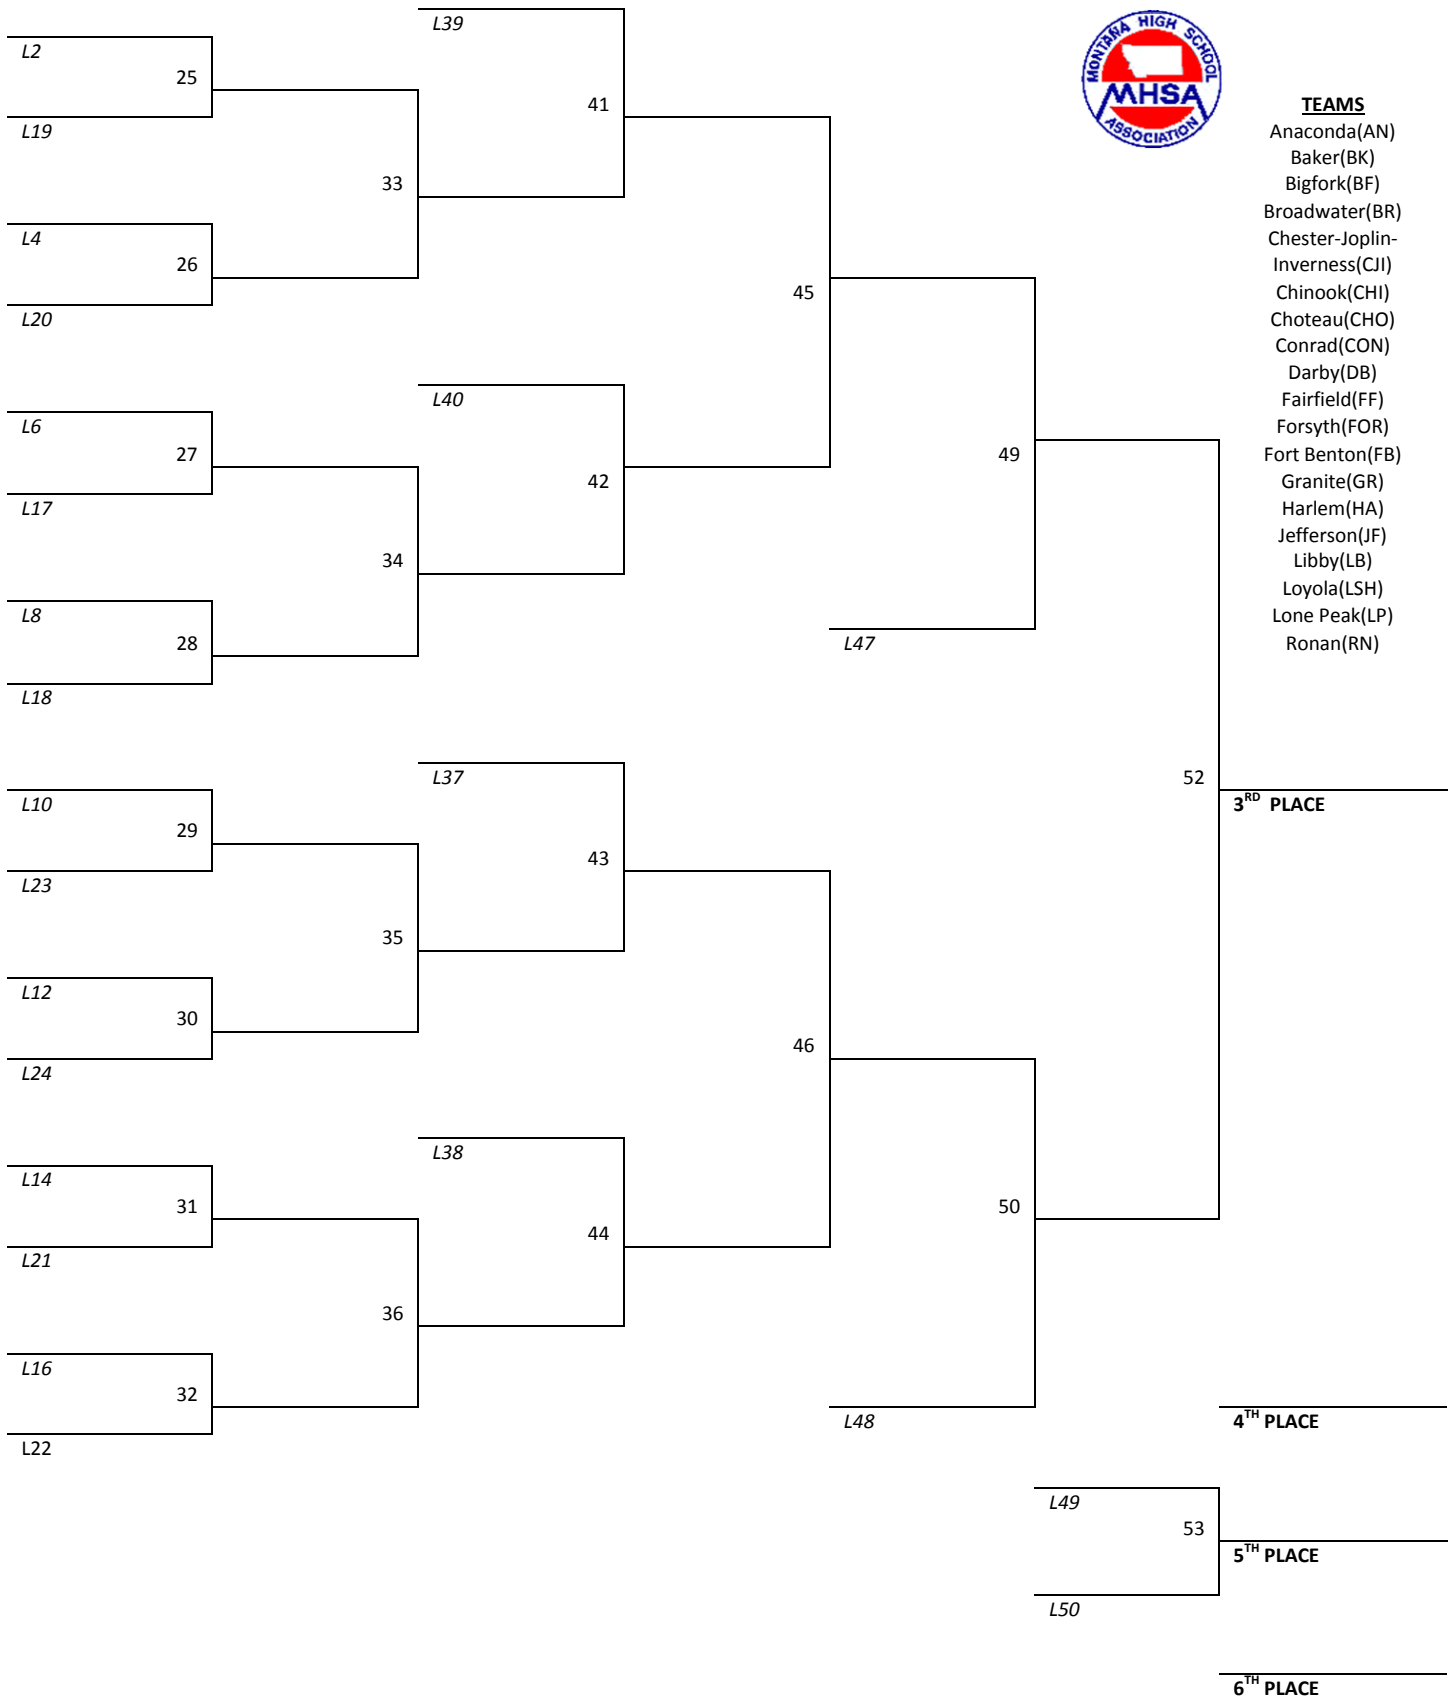 L39
L2
25
41
L19
33
L4
26
L20
45
L40
L6
27
49
42
L17
34
L8
28
L47
L18
L37
52
L10
3RD PLACE
29
43
L23
35
L12
30
46
L24
L38
L14
31
50
44
L21
36
L16
32
L48
4TH PLACE
L22
L49
53
5TH PLACE
L50
6TH PLACE
MONTANA HIGH SCHOOL
MHSA
ASSOCIATION
TEAMS
Anaconda(AN)
Baker(BK)
Bigfork(BF)
Broadwater(BR)
Chester-Joplin-
Inverness(CJI)
Chinook(CHI)
Choteau(CHO)
Conrad(CON)
Darby(DB)
Fairfield(FF)
Forsyth(FOR)
Fort Benton(FB)
Granite(GR)
Harlem(HA)
Jefferson(JF)
Libby(LB)
Loyola(LSH)
Lone Peak(LP)
Ronan(RN)